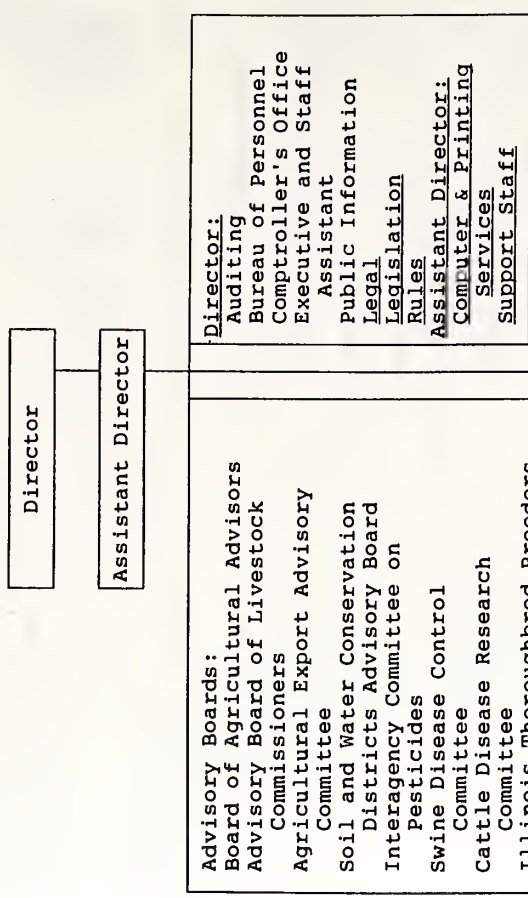 Director
Assistant Director
Advisory Boards:
Board of Agricultural Advisors
Advisory Board of Livestock
Commissioners
Agricultural Export Advisory
Committee
Soil and Water Conservation
Districts Advisory Board
Interagency Committee on
Pesticides
Swine Disease Control
Committee
Cattle Disease Research
Committee
Illinois Thoroughbred Breeders
Director:
Auditing
Bureau of Personnel
Comptroller's Office
Executive and Staff
Assistant
Public Information
Legal
Legislation
Rules
Assistant Director:
Computer & Printing
Services
Support Staff